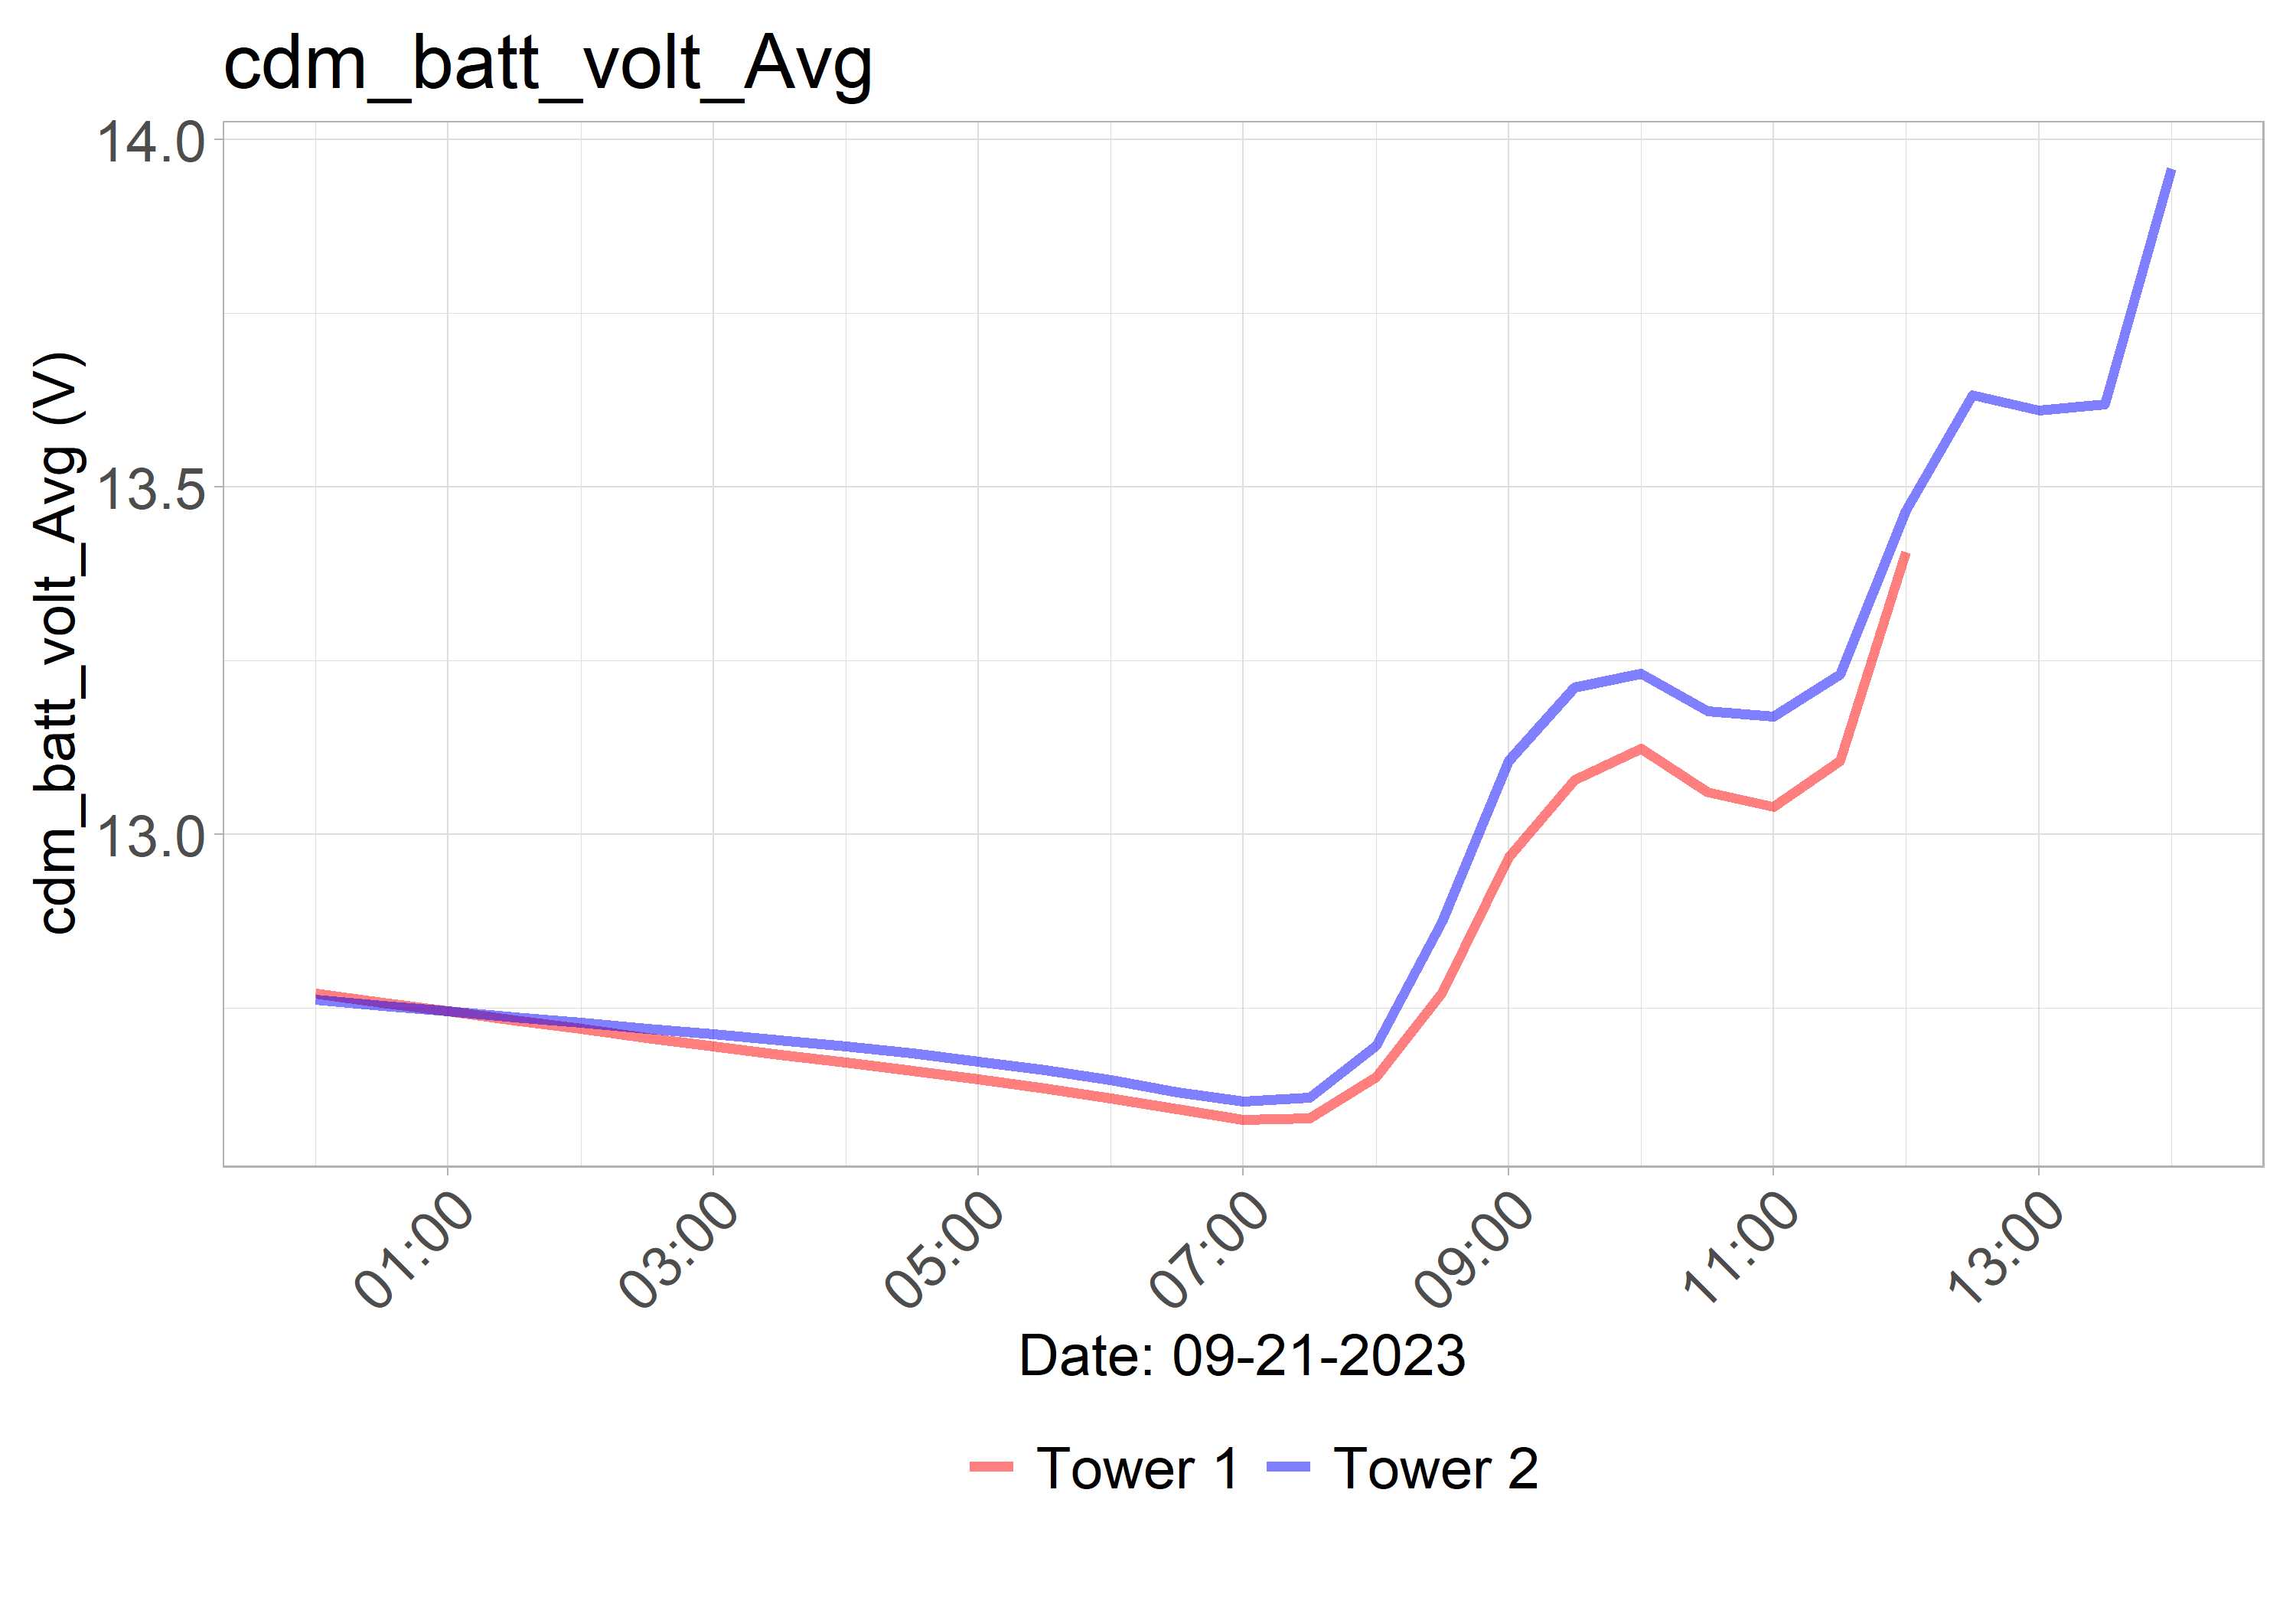 cdm_batt_volt_Avg
cdm_batt_volt_Avg (V)
14.0
13.5
13.0
01:00 03:00 05:00 07:00 09:00 11:00 13:00
Date: 09-21-2023
Tower 1 Tower 2